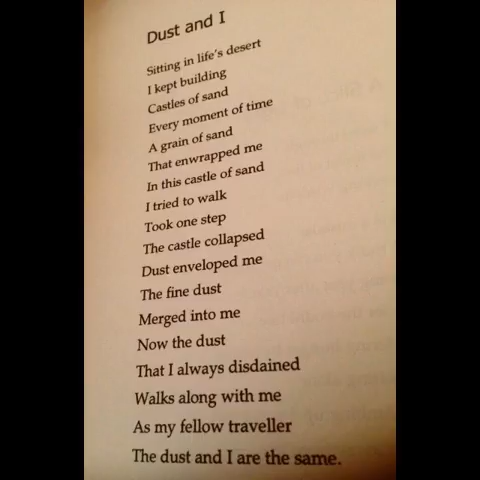 Dust and I
Sitting in life's desert
I kept building
Castles of sand
Every moment of time
A grain of sand
That enwrapped me
In this castle of sand
I tried to walk
Took one step
The castle collapsed
Dust enveloped me
The fine dust
Merged into me
Now the dust
That I always disdained
Walks along with me
As my fellow traveller
The dust and I are the same.